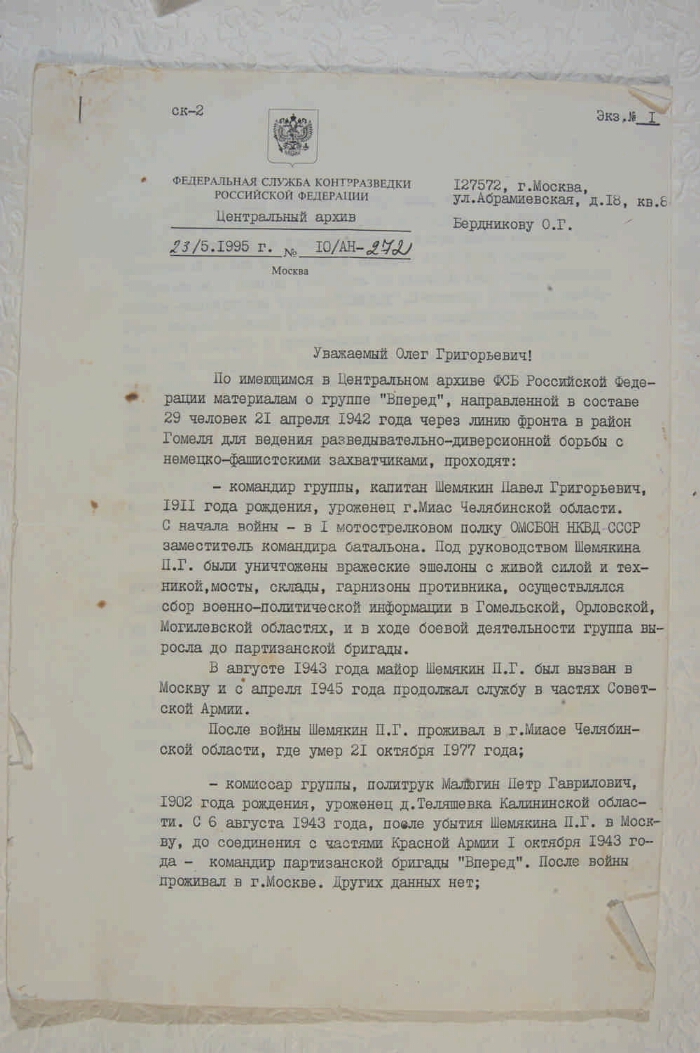 ск-2
Экз.№ I
ФЕДЕРАЛЬНАЯ СЛУЖБА КОНТРРАЗВЕДКИ
РОССИЙСКОЙ ФЕДЕРАЦИИ
Центральный архив
23/5.1995 г. № 10/АН-272
Москва
127572, г.Москва,
ул.Абрамиевская, д.18, кв.8
Бердникову О.Г.
Уважаемый Олег Григорьевич!
По имеющимся в Центральном архиве ФСБ Российской Феде-
рации материалам о группе "Вперед", направленной в составе
29 человек 21 апреля 1942 года через линию фронта в район
Гомеля для ведения разведывательно-диверсионной борьбы с
немецко-фашистскими захватчиками, проходят:
- командир группы, капитан Шемякин Павел Григорьевич,
1911 года рождения, уроженец г.Миас Челябинской области.
С начала войны - в I мотострелковом полку ОМСБОН НКВД СССР
заместитель командира батальона. Под руководством Шемякина
П.Г. были уничтожены вражеские эшелоны с живой силой и тех-
никой,мосты, склады, гарнизоны противника, осуществлялся
сбор военно-политической информации в Гомельской, Орловской,
Могилевской областях, и в ходе боевой деятельности группа вы-
росла до партизанской бригады.
В августе 1943 года майор Шемякин П.Г. был вызван в
Москву и с апреля 1945 года продолжал службу в частях Совет-
ской Армии.
После войны Шемякин П.Г. проживал в г.Миасе Челябин-
ской области, где умер 21 октября 1977 года;
- комиссар группы, политрук Малюгин Петр Гаврилович,
1902 года рождения, уроженец д.Теляшевка Калининской облас-
ти. С 6 августа 1943 года, после убытия Шемякина П.Г. в Моск-
ву, до соединения с частями Красной Армии I октября 1943 го-
да - командир партизанской бригады "Вперед". После войны
проживал в г.Москве. Других данных нет;